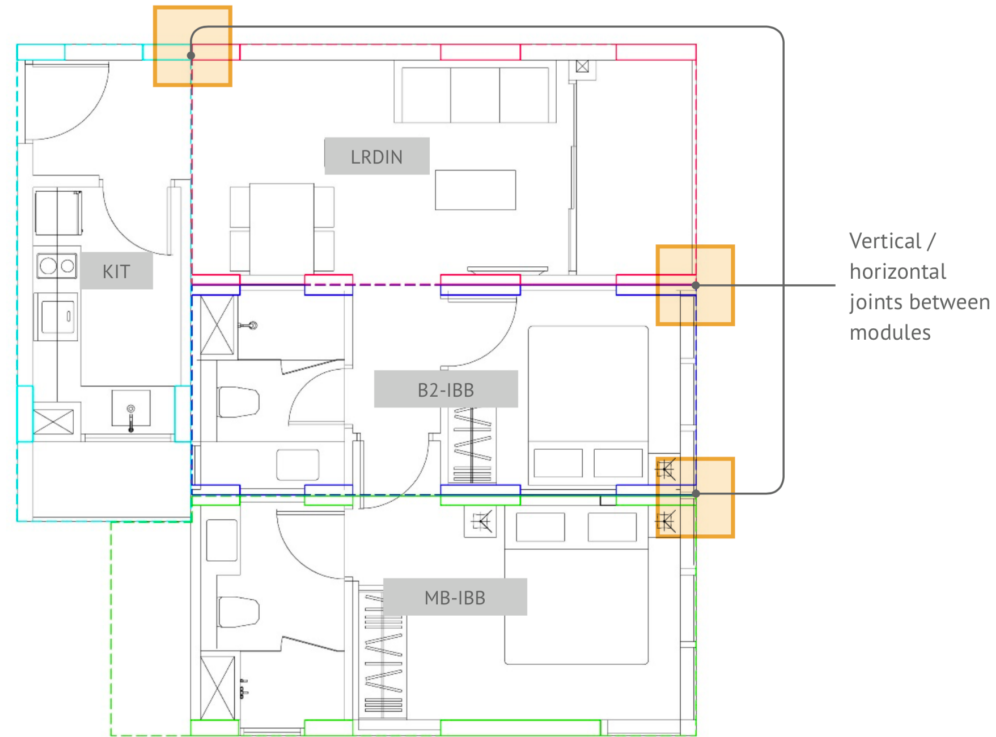 LRDIN
KIT
Vertical /
horizontal
joints between
modules
B2-IBB
MB-IBB